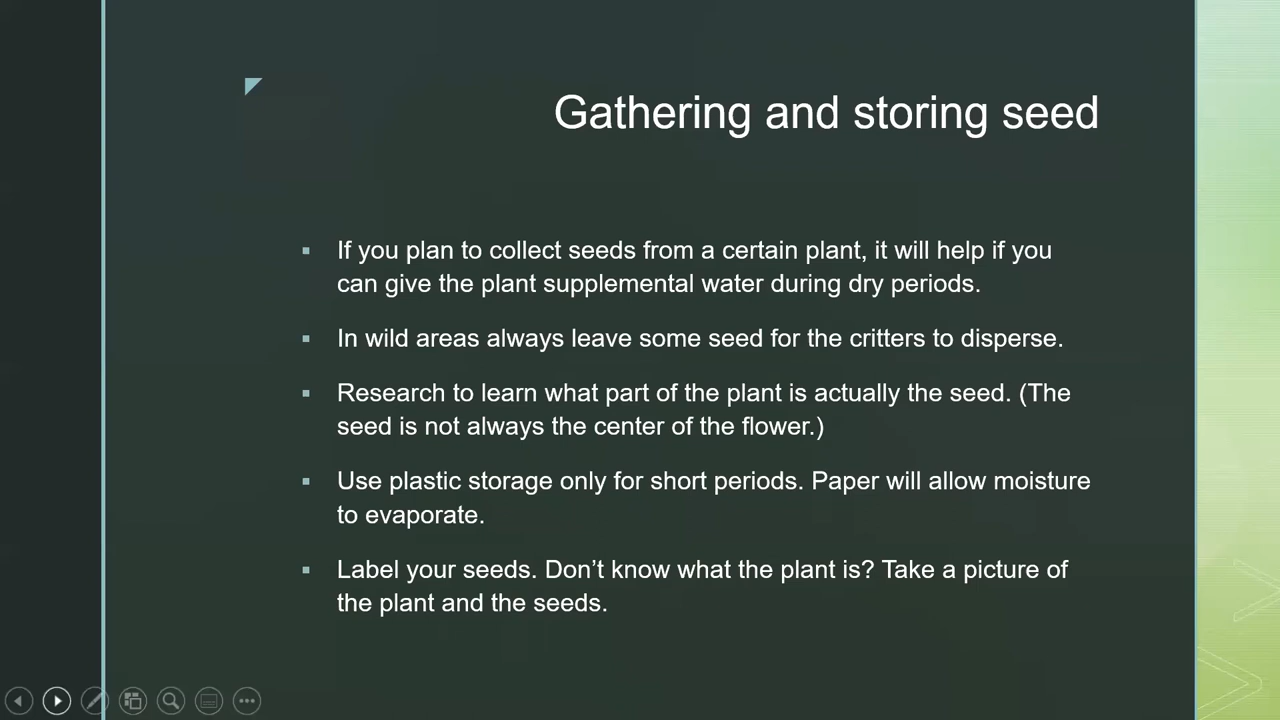 Gathering and storing seed
If you plan to collect seeds from a certain plant, it will help if you
can give the plant supplemental water during dry periods.
In wild areas always leave some seed for the critters to disperse.
Research to learn what part of the plant is actually the seed. (The
seed is not always the center of the flower.)
Use plastic storage only for short periods. Paper will allow moisture
to evaporate.
Label your seeds. Don’t know what the plant is? Take a picture of
the plant and the seeds.